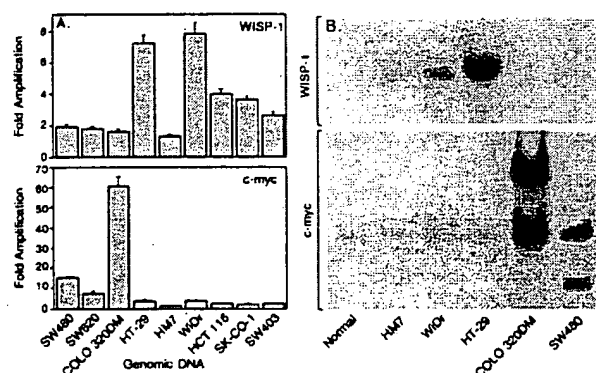 A.
WISP-1
Fold Amplification
8
6
4
2
0
c-myc
Fold Amplification
70
60
50
40
30
20
10
0
SW480
SW620
COLO 320DM
HT-29
HM7
WiDr
HCT 116
SK-CO-1
SW403
Genomic DNA
B.
WISP-1
c-myc
Normal
HM7
WiDr
HT-29
COLO 320DM
SW480